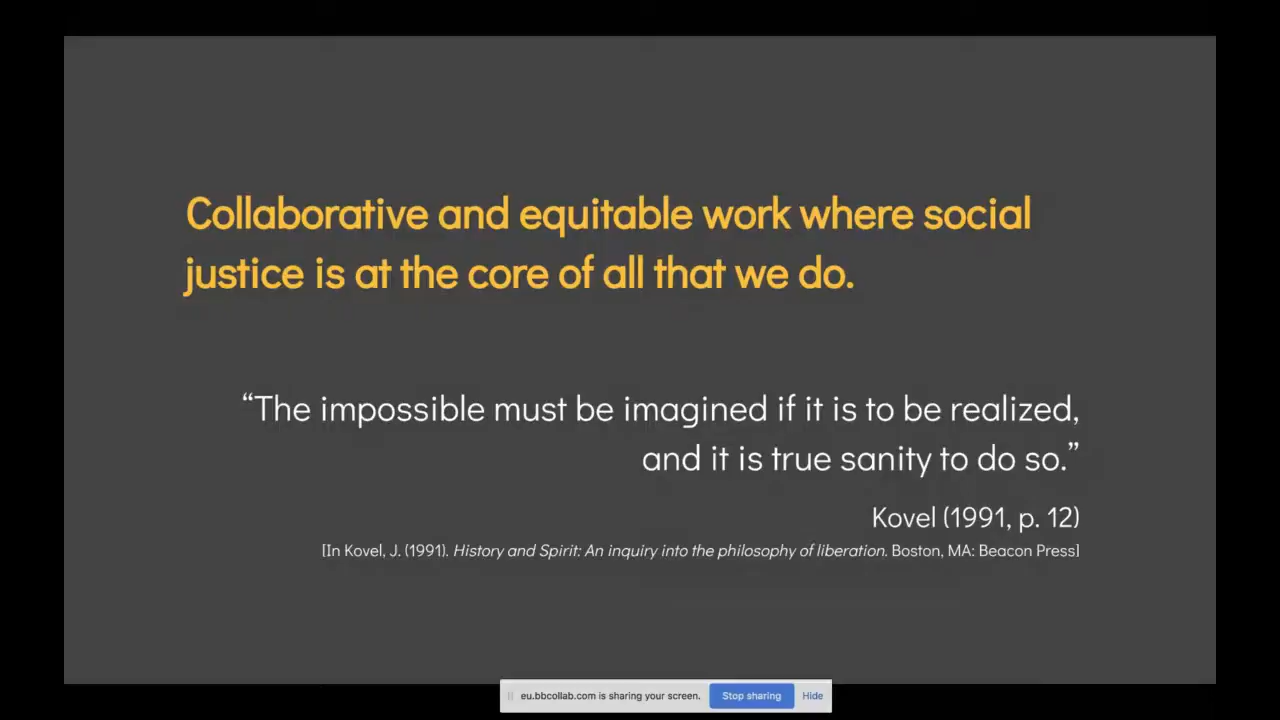 Collaborative and equitable work where social
justice is at the core of all that we do.
“The impossible must be imagined if it is to be realized,
and it is true sanity to do so.”
Kovel (1991, p. 12)
[In Kovel, J. (1991). History and Spirit: An inquiry into the philosophy of liberation. Boston, MA: Beacon Press]
eu.bbcollab.com is sharing your screen. Stop sharing Hide